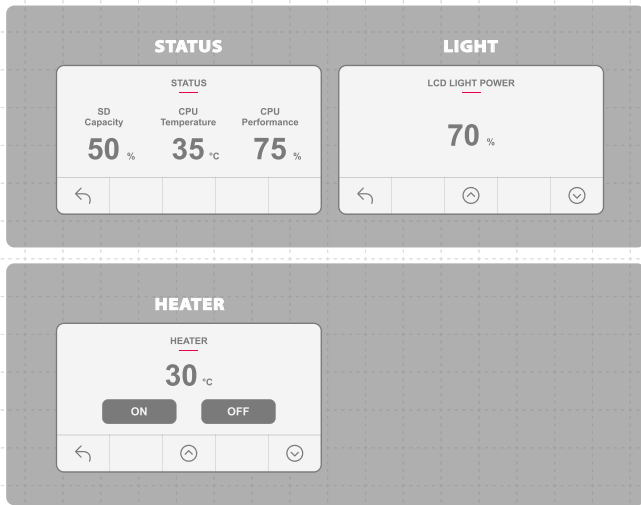 STATUS
LIGHT
STATUS
SD
Capacity
CPU
Temperature
CPU
Performance
50 %
35 °C
75 %
LCD LIGHT POWER
70 %
HEATER
HEATER
30 °C
ON
OFF